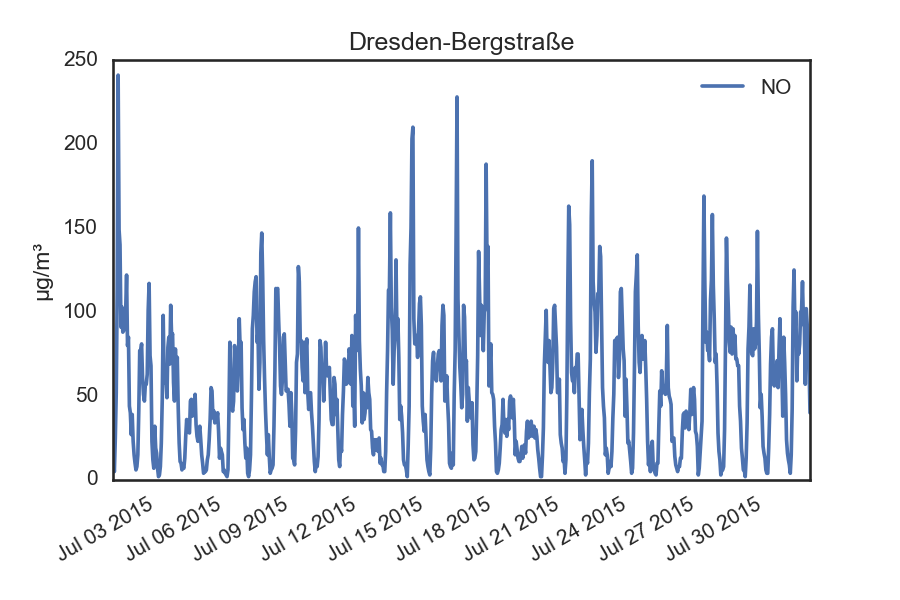 Dresden-Bergstraße
NO
µg/m³
250
200
150
100
50
0
Jul 03 2015
Jul 06 2015
Jul 09 2015
Jul 12 2015
Jul 15 2015
Jul 18 2015
Jul 21 2015
Jul 24 2015
Jul 27 2015
Jul 30 2015